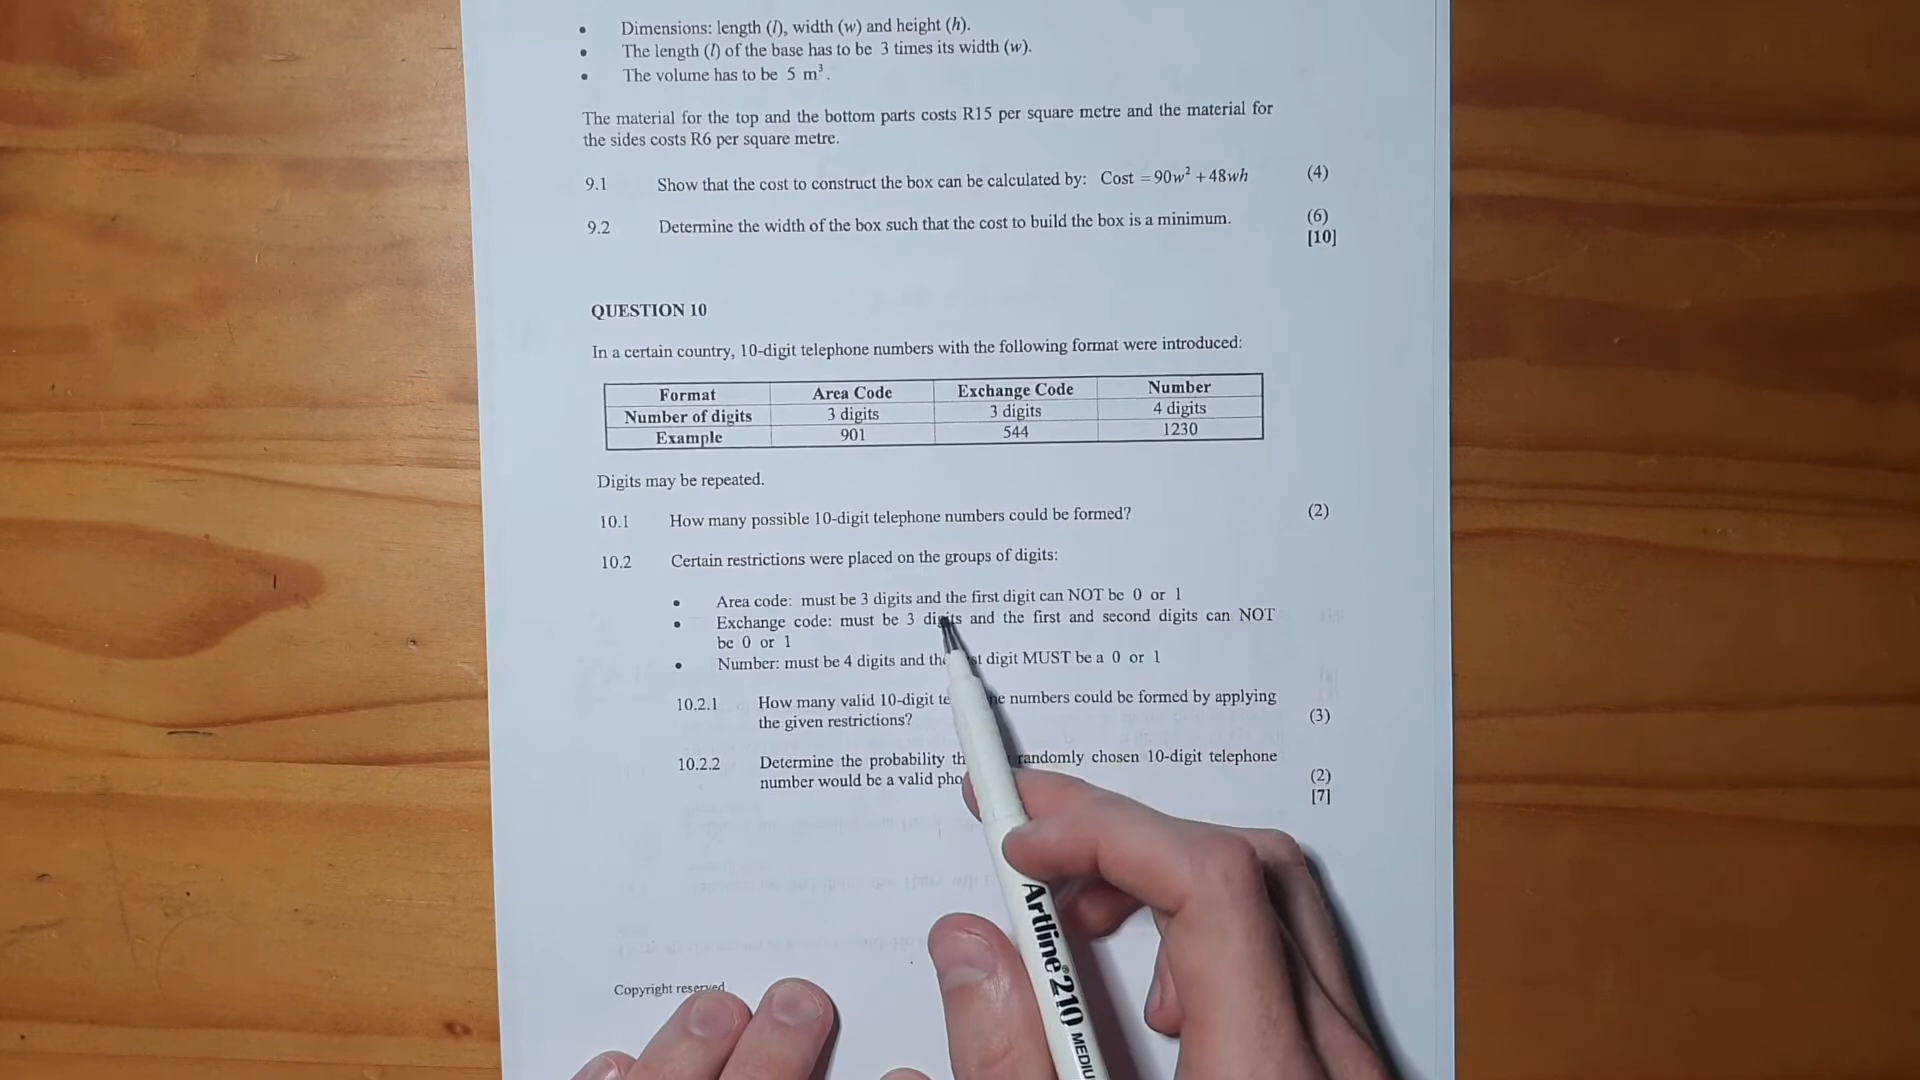 • Dimensions: length (l), width (w) and height (h).
• The length (l) of the base has to be 3 times its width (w).
• The volume has to be 5 m³.
The material for the top and the bottom parts costs R15 per square metre and the material for
the sides costs R6 per square metre.
9.1 Show that the cost to construct the box can be calculated by: Cost = 90w² + 48wh (4)
9.2 Determine the width of the box such that the cost to build the box is a minimum. (6)
[10]
QUESTION 10
In a certain country, 10-digit telephone numbers with the following format were introduced:
Format Area Code Exchange Code Number
Number of digits 3 digits 3 digits 4 digits
Example 901 544 1230
Digits may be repeated.
10.1 How many possible 10-digit telephone numbers could be formed? (2)
10.2 Certain restrictions were placed on the groups of digits:
• Area code: must be 3 digits and the first digit can NOT be 0 or 1
• Exchange code: must be 3 digits and the first and second digits can NOT
be 0 or 1
• Number: must be 4 digits and digit MUST be a 0 or 1
10.2.1 How many valid 10-digit numbers could be formed by applying
the given restrictions? (3)
10.2.2 Determine the probability randomly chosen 10-digit telephone
number would be a valid (2)
[7]
Copyright reserved
Artline 210 MEDIU